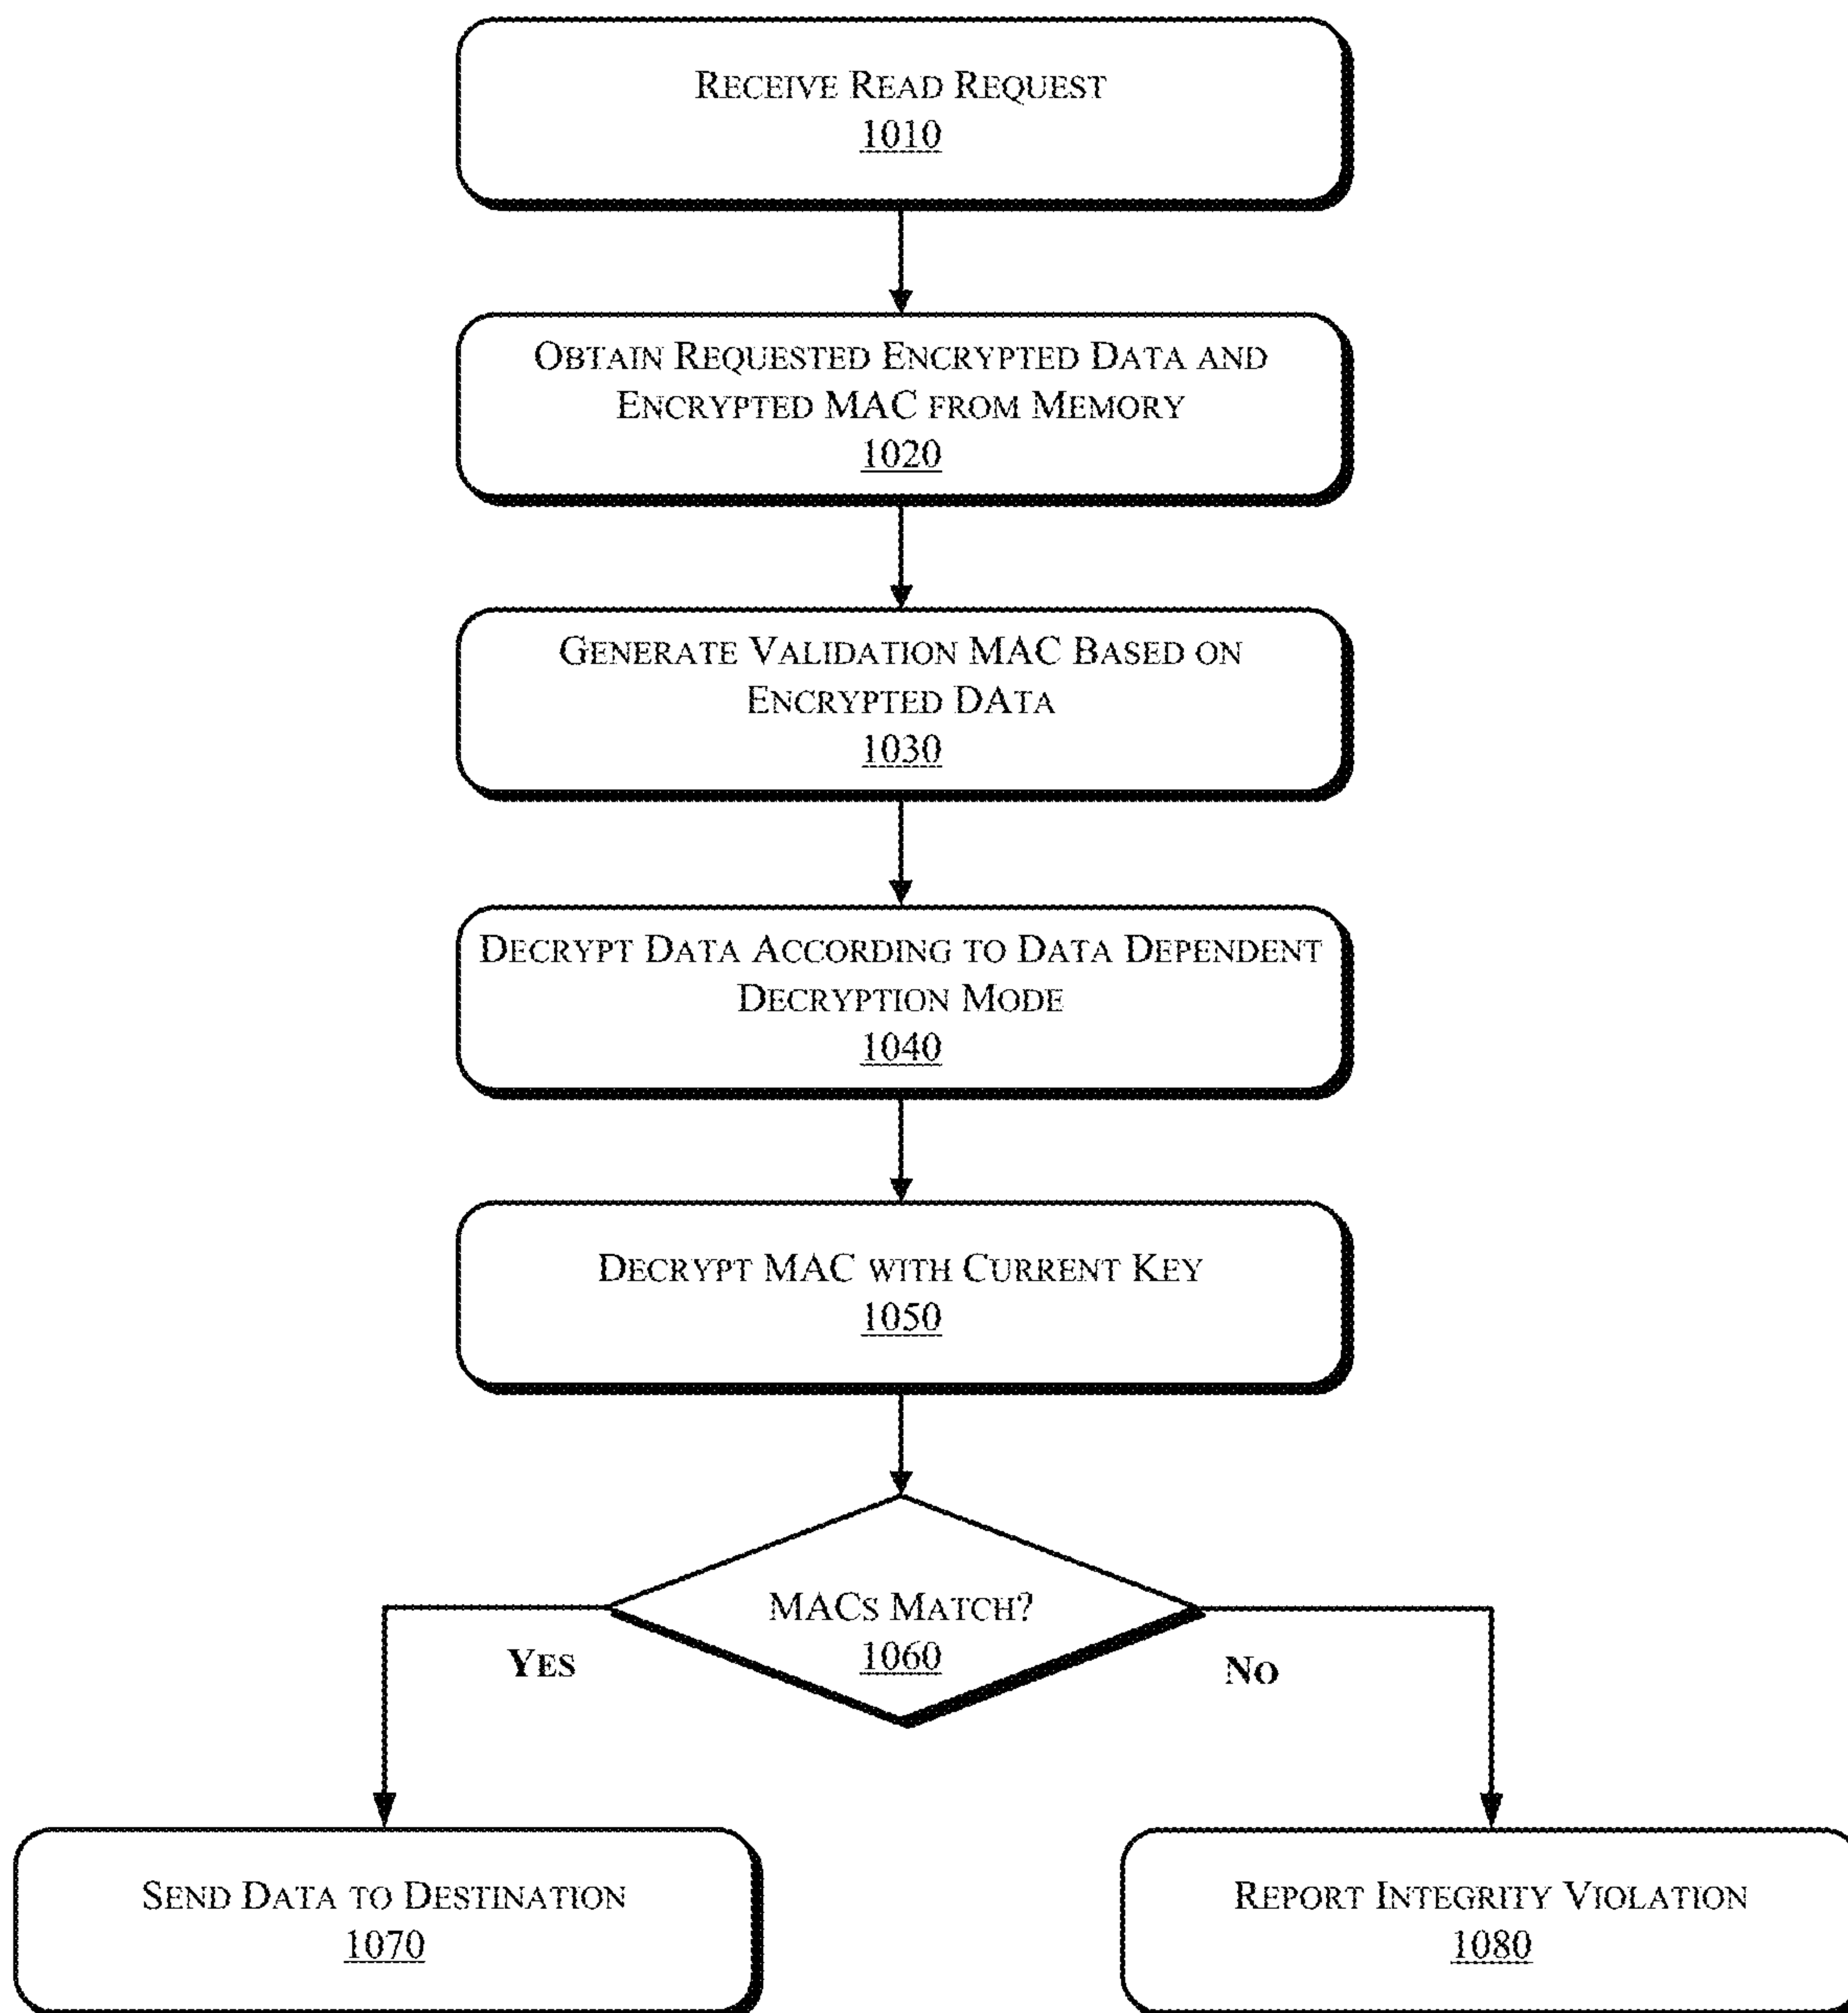 RECEIVE READ REQUEST
1010
OBTAIN REQUESTED ENCRYPTED DATA AND
ENCRYPTED MAC FROM MEMORY
1020
GENERATE VALIDATION MAC BASED ON
ENCRYPTED DATA
1030
DECRYPT DATA ACCORDING TO DATA DEPENDENT
DECRYPTION MODE
1040
DECRYPT MAC WITH CURRENT KEY
1050
MACS MATCH?
1060
YES
NO
SEND DATA TO DESTINATION
1070
REPORT INTEGRITY VIOLATION
1080